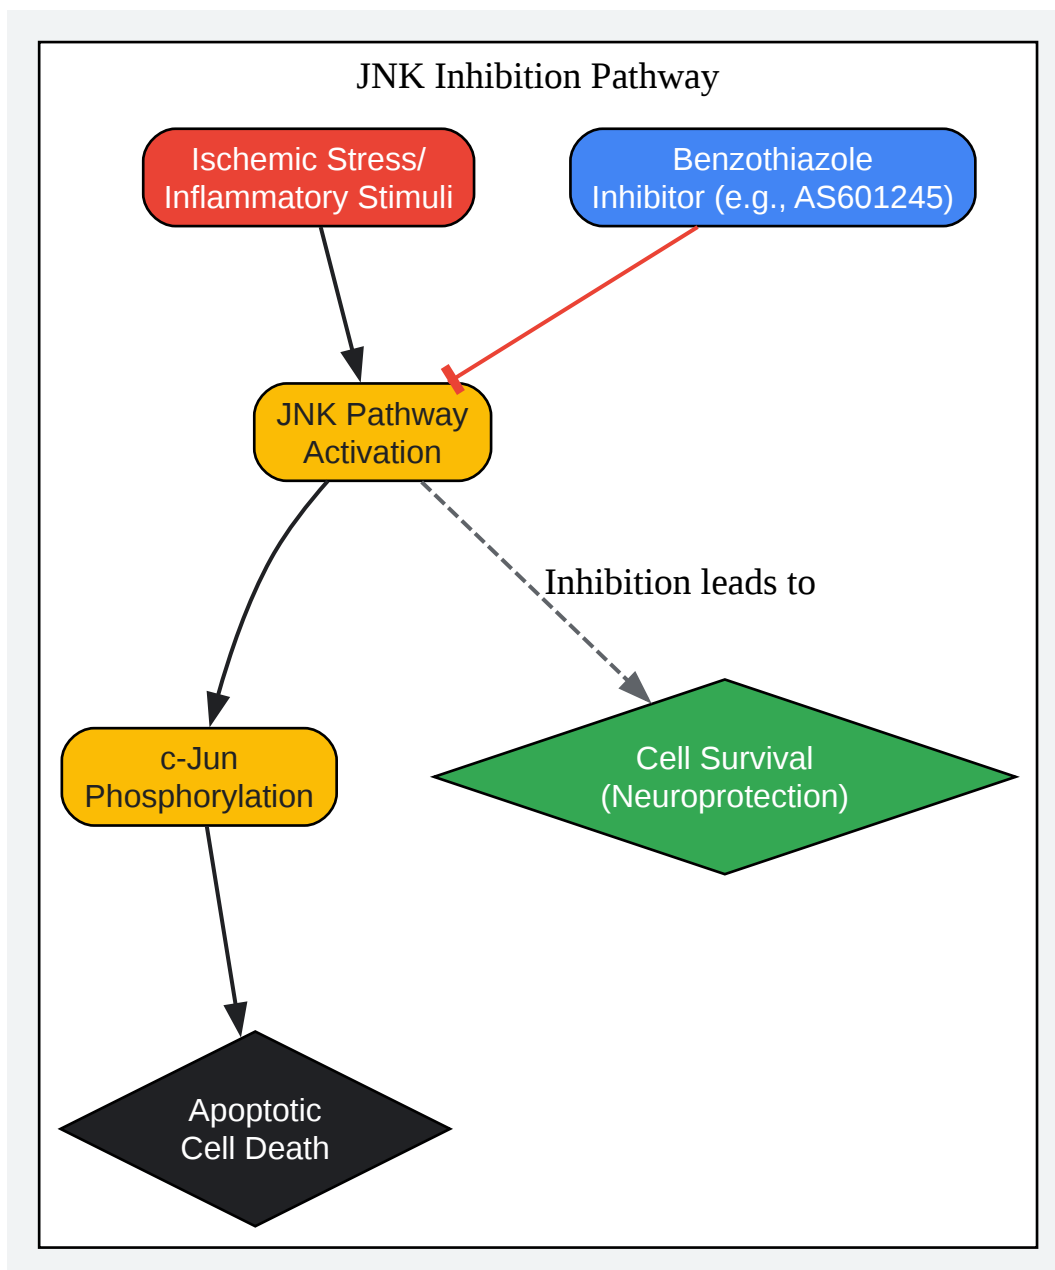 JNK Inhibition Pathway
Ischemic Stress/
Inflammatory Stimuli
Benzothiazole
Inhibitor (e.g., AS601245)
JNK Pathway
Activation
Inhibition leads to
c-Jun
Phosphorylation
Cell Survival
(Neuroprotection)
Apoptotic
Cell Death